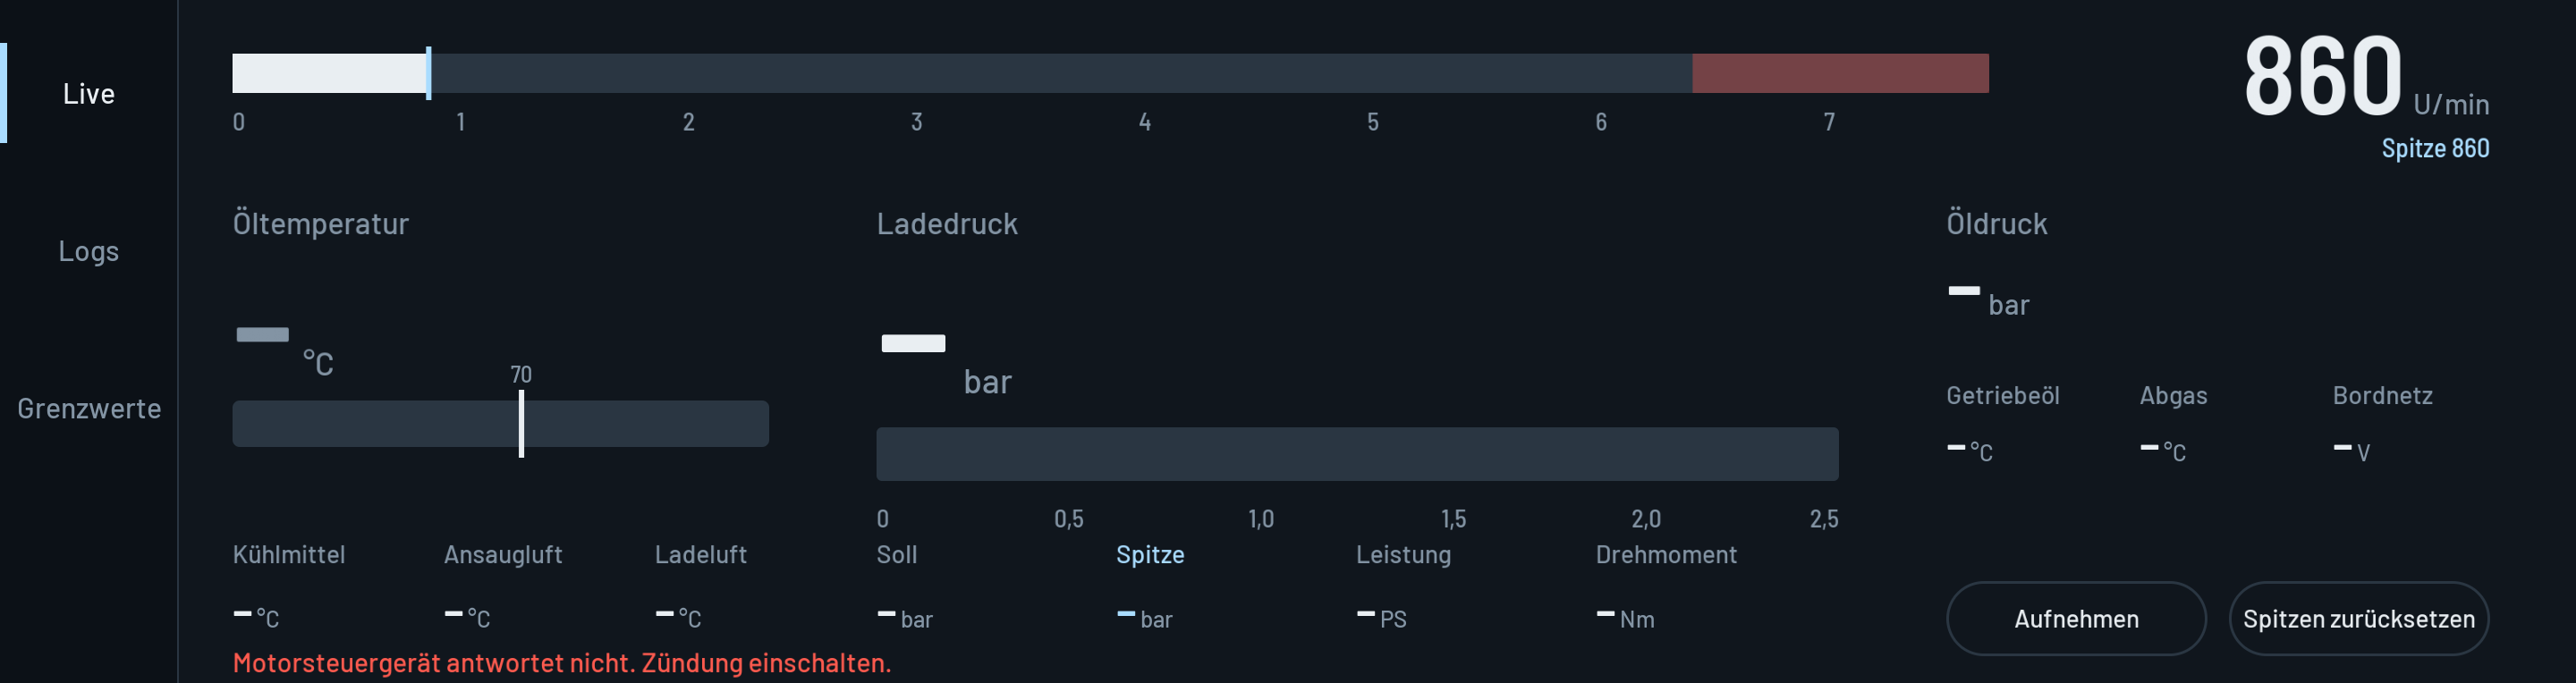 Live
Logs
Grenzwerte
0 1 2 3 4 5 6 7
860 U/min
Spitze 860
Öltemperatur
– °C
70
Kühlmittel Ansaugluft Ladeluft
– °C – °C – °C
Ladedruck
– bar
0 0,5 1,0 1,5 2,0 2,5
Soll Spitze Leistung Drehmoment
– bar – bar – PS – Nm
Öldruck
– bar
Getriebeöl Abgas Bordnetz
– °C – °C – V
Aufnehmen Spitzen zurücksetzen
Motorsteuergerät antwortet nicht. Zündung einschalten.